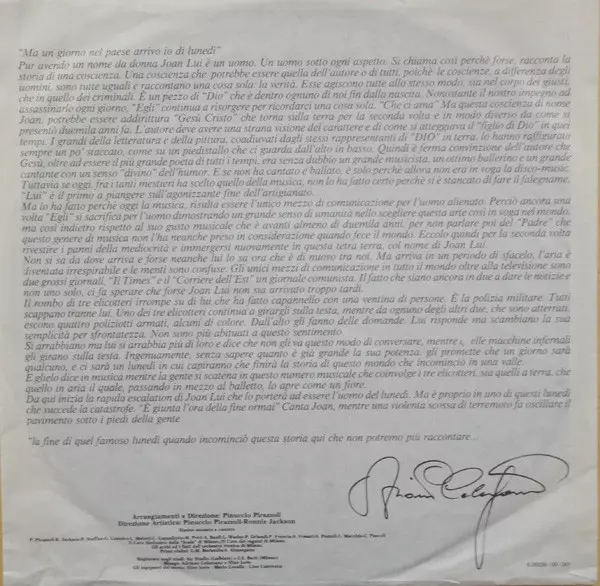 "Ma un giorno nel paese arrivo io di lunedì"
Pur avendo un nome da donna Joan Lui è un uomo. Un uomo sotto ogni aspetto. Si chiama così perchè forse, racconta la
storia di una coscienza. Una coscienza che potrebbe essere quella dell'autore o di tutti, poichè le coscienze, a differenza degli
uomini, sono tutte uguali e raccontano una cosa sola: la verità. Esse agiscono tutte allo stesso modo, sia nel corpo dei giusti,
che in quello dei criminali. È un pezzo di "Dio" che è dentro ognuno di noi fin dalla nascita. Nonostante il nostro impegno ad
assassinarlo ogni giorno, "Egli" continua a risorgere per ricordarci una cosa sola. "Che ci ama" Ma questa coscienza di nome
Joan, potrebbe essere addirittura "Gesù Cristo" che torna sulla terra per la seconda volta e in modo diverso da come si
presentò duemila anni fa. L'autore deve avere una strana visione del carattere e di come si atteggiava il "figlio di Dio" in quei
tempi. I grandi della letteratura e della pittura, coadiuvati dagli stessi rappresentanti di "DIO" in terra, lo hanno raffigurato
sempre un po' staccato, come su un piedistallo che ci guarda dall'alto in basso. Quindi è ferma convinzione dell'autore che
Gesù, oltre ad essere il più grande poeta di tutti i tempi, era senza dubbio un grande musicista, un ottimo ballerino e un grande
cantante con un senso "divino" dell'humor. E se non ha cantato e ballato, è solo perchè allora non era in voga la disco-music.
Tuttavia se oggi, fra i tanti mestieri ha scelto quello della musica, non lo ha fatto certo perchè si è stancato di fare il falegname.
"Lui" è il primo a piangere sull'agonizzante fine dell'artigianato.
Ma lo ha fatto perchè oggi la musica, risulta essere l'unico mezzo di comunicazione per l'uomo alienato. Perciò ancora una
volta "Egli" si sacrifica per l'uomo dimostrando un grande senso di umanità nello scegliere questa arte così in voga nel mondo,
ma così indietro rispetto al suo gusto musicale che è avanti almeno di duemila anni, per non parlare poi del "Padre" che
questo genere di musica non l'ha neanche preso in considerazione quando fece il mondo. Eccolo quindi per la seconda volta
rivestire i panni della mediocrità e immergersi nuovamente in questa tetra terra, col nome di Joan Lui.
Non si sa da dove arriva e forse neanche lui lo sa ora che è di nuovo tra noi. Ma arriva in un periodo di sfacelo, l'aria è
diventata irrespirabile e le menti sono confuse. Gli unici mezzi di comunicazione in tutto il mondo oltre alla televisione sono
due grossi giornali, "Il Times" e il "Corriere dell'Est" un giornale comunista. Il fatto che siano ancora in due a dare le notizie e
non uno solo, ci fa sperare che forse Joan Lui non sia arrivato troppo tardi.
Il rombo di tre elicotteri irrompe su di lui che ha fatto capannello con una ventina di persone. È la polizia militare. Tutti
scappano tranne lui. Uno dei tre elicotteri continua a girargli sulla testa, mentre da ognuno degli altri due, che sono atterrati,
escono quattro poliziotti armati, alcuni di colore. Dall'alto gli fanno delle domande. Lui risponde ma scambiano la sua
semplicità per sfrontatezza. Non sono più abituati a questo sentimento.
Si arrabbiano ma lui si arrabbia più di loro e dice che non gli va questo modo di conversare, mentre quelle macchine infernali
gli girano sulla testa. Ingenuamente, senza sapere quanto è già grande la sua potenza, gli promette che un giorno sarà
qualcuno, e ci sarà un lunedì in cui capiranno che finirà la storia di questo mondo che incominciò in una valle.
E glielo dice in musica mentre la gente si scatena in questo numero musicale che coinvolge i tre elicotteri, sia quelli a terra, che
quello in aria il quale, passando in mezzo al balletto, lo apre come un fiore.
Da qui inizia la rapida escalation di Joan Lui che lo porterà ad essere l'uomo del lunedì. Ma è proprio in uno di questi lunedì
che succede la catastrofe. "È giunta l'ora della fine ormai" Canta Joan, mentre una violenta scossa di terremoto fa oscillare il
pavimento sotto i piedi della gente
"la fine di quel famoso lunedì quando incominciò questa storia qui che non potremo più raccontare...
Adriano Celentano
Arrangiamenti e Direzione: Pinuccio Pirazzoli
Direzione Artistica: Pinuccio Pirazzoli-Ronnie Jackson